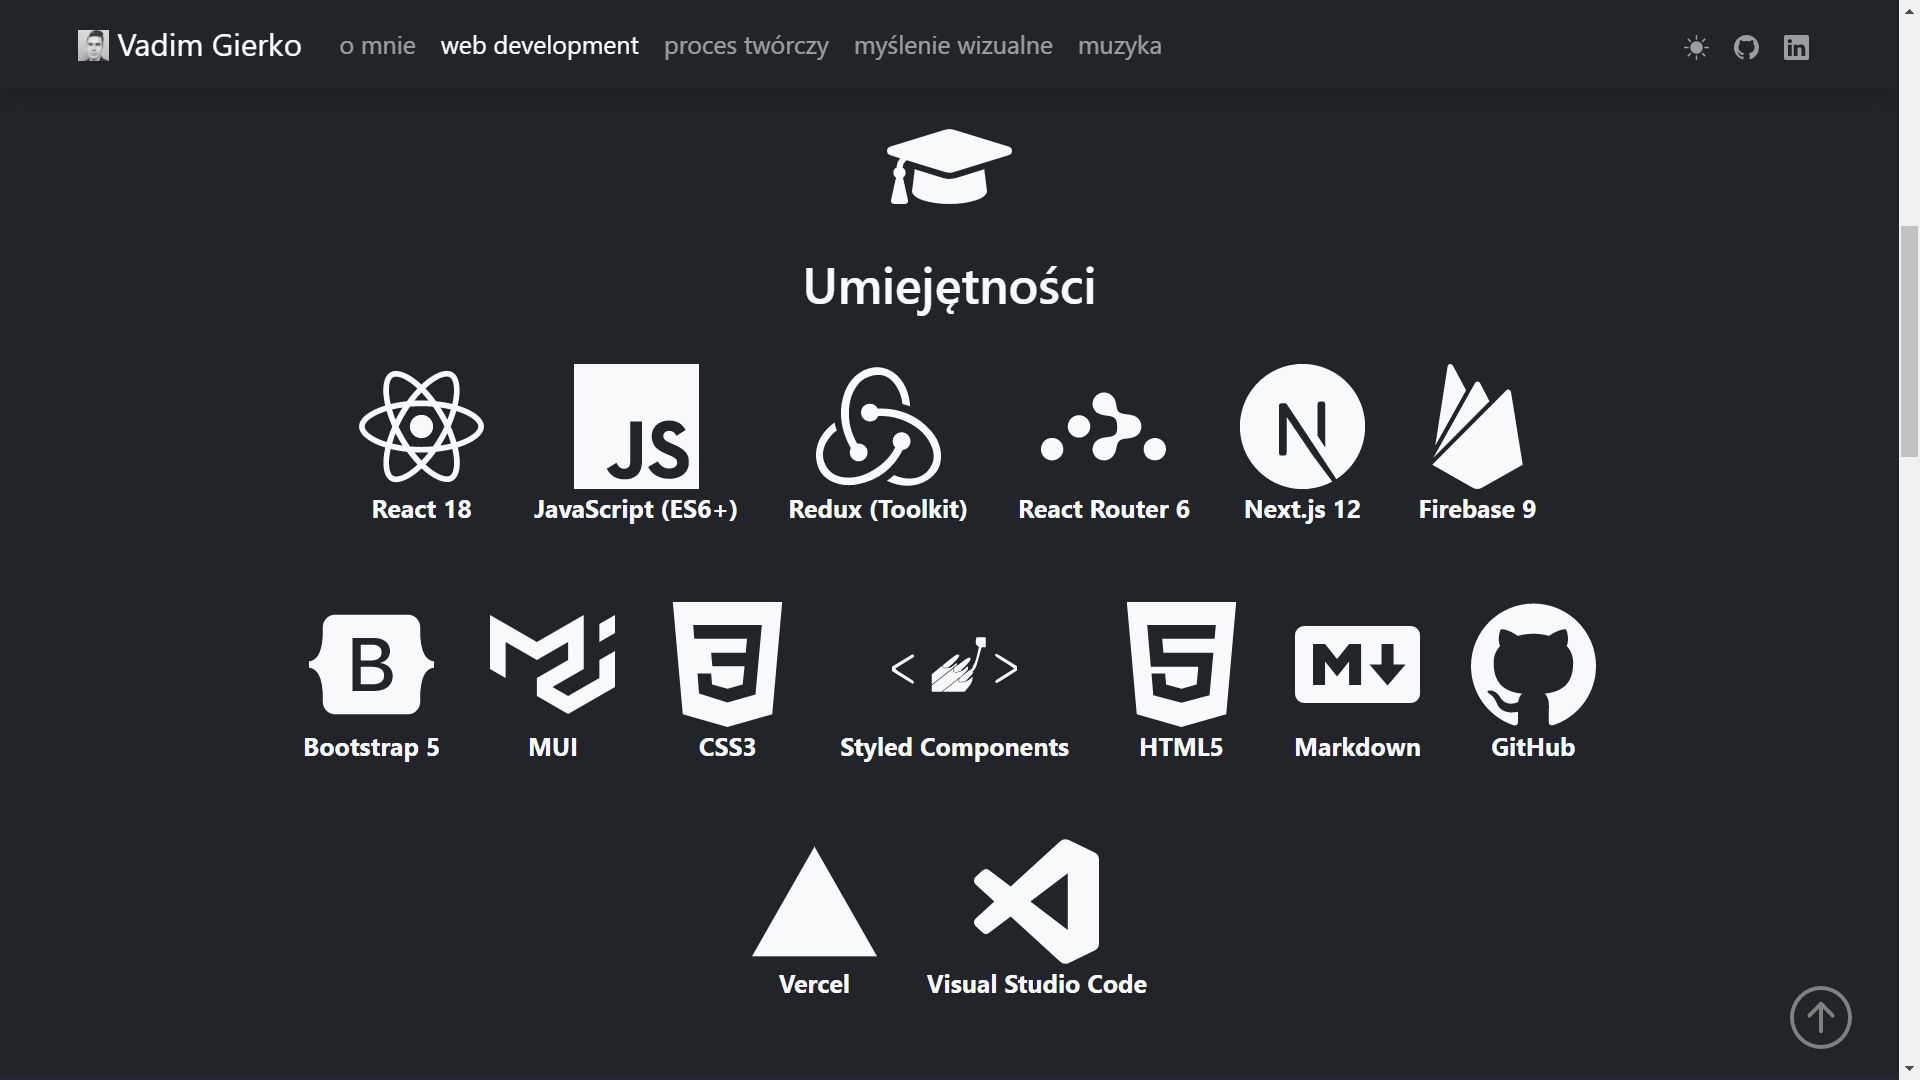 Vadim Gierko o mnie web development proces twórczy myślenie wizualne muzyka
Umiejętności
JS
React 18 JavaScript (ES6+) Redux (Toolkit) React Router 6 Next.js 12 Firebase 9
Bootstrap 5 MUI CSS3 Styled Components HTML5 Markdown GitHub
Vercel Visual Studio Code